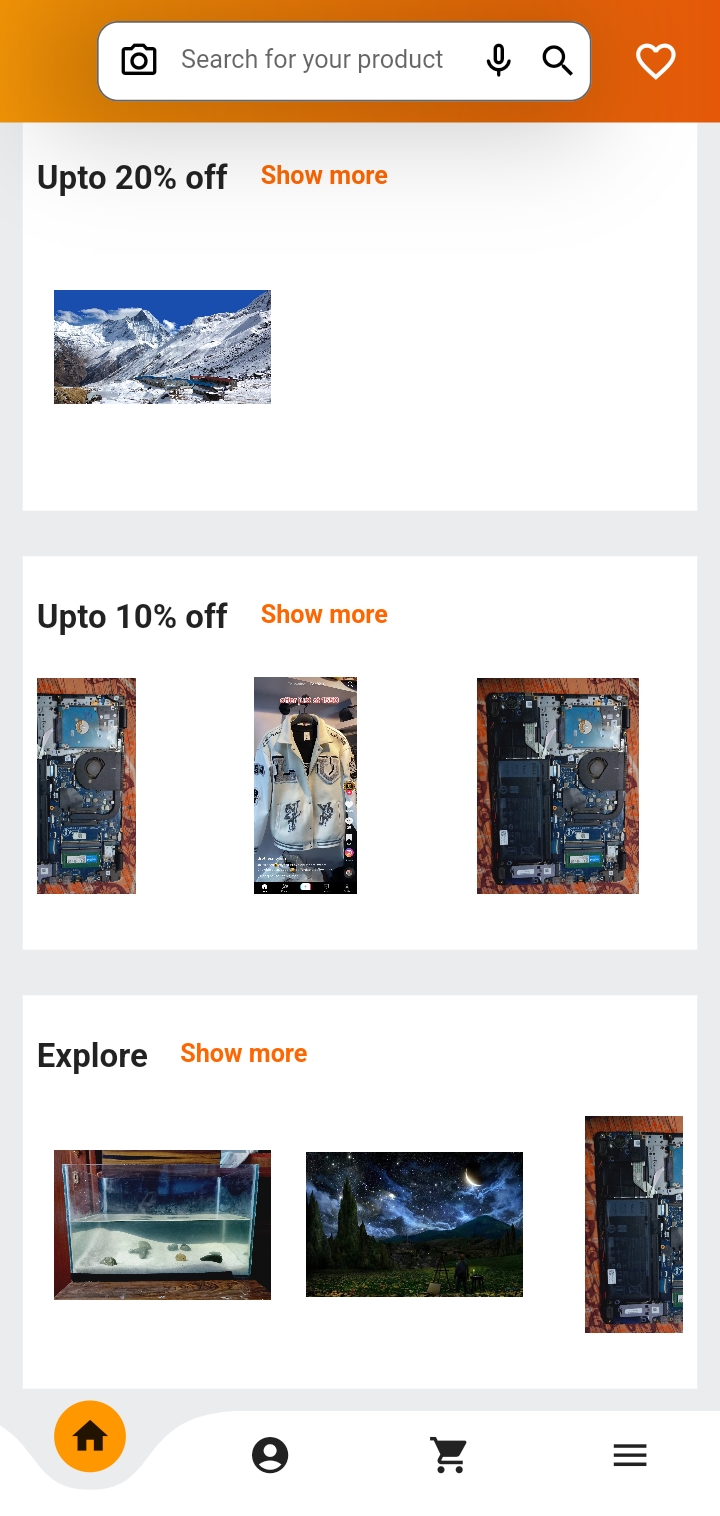 Search for your product
Upto 20% off Show more
Upto 10% off Show more
offer just at 1550
Explore Show more